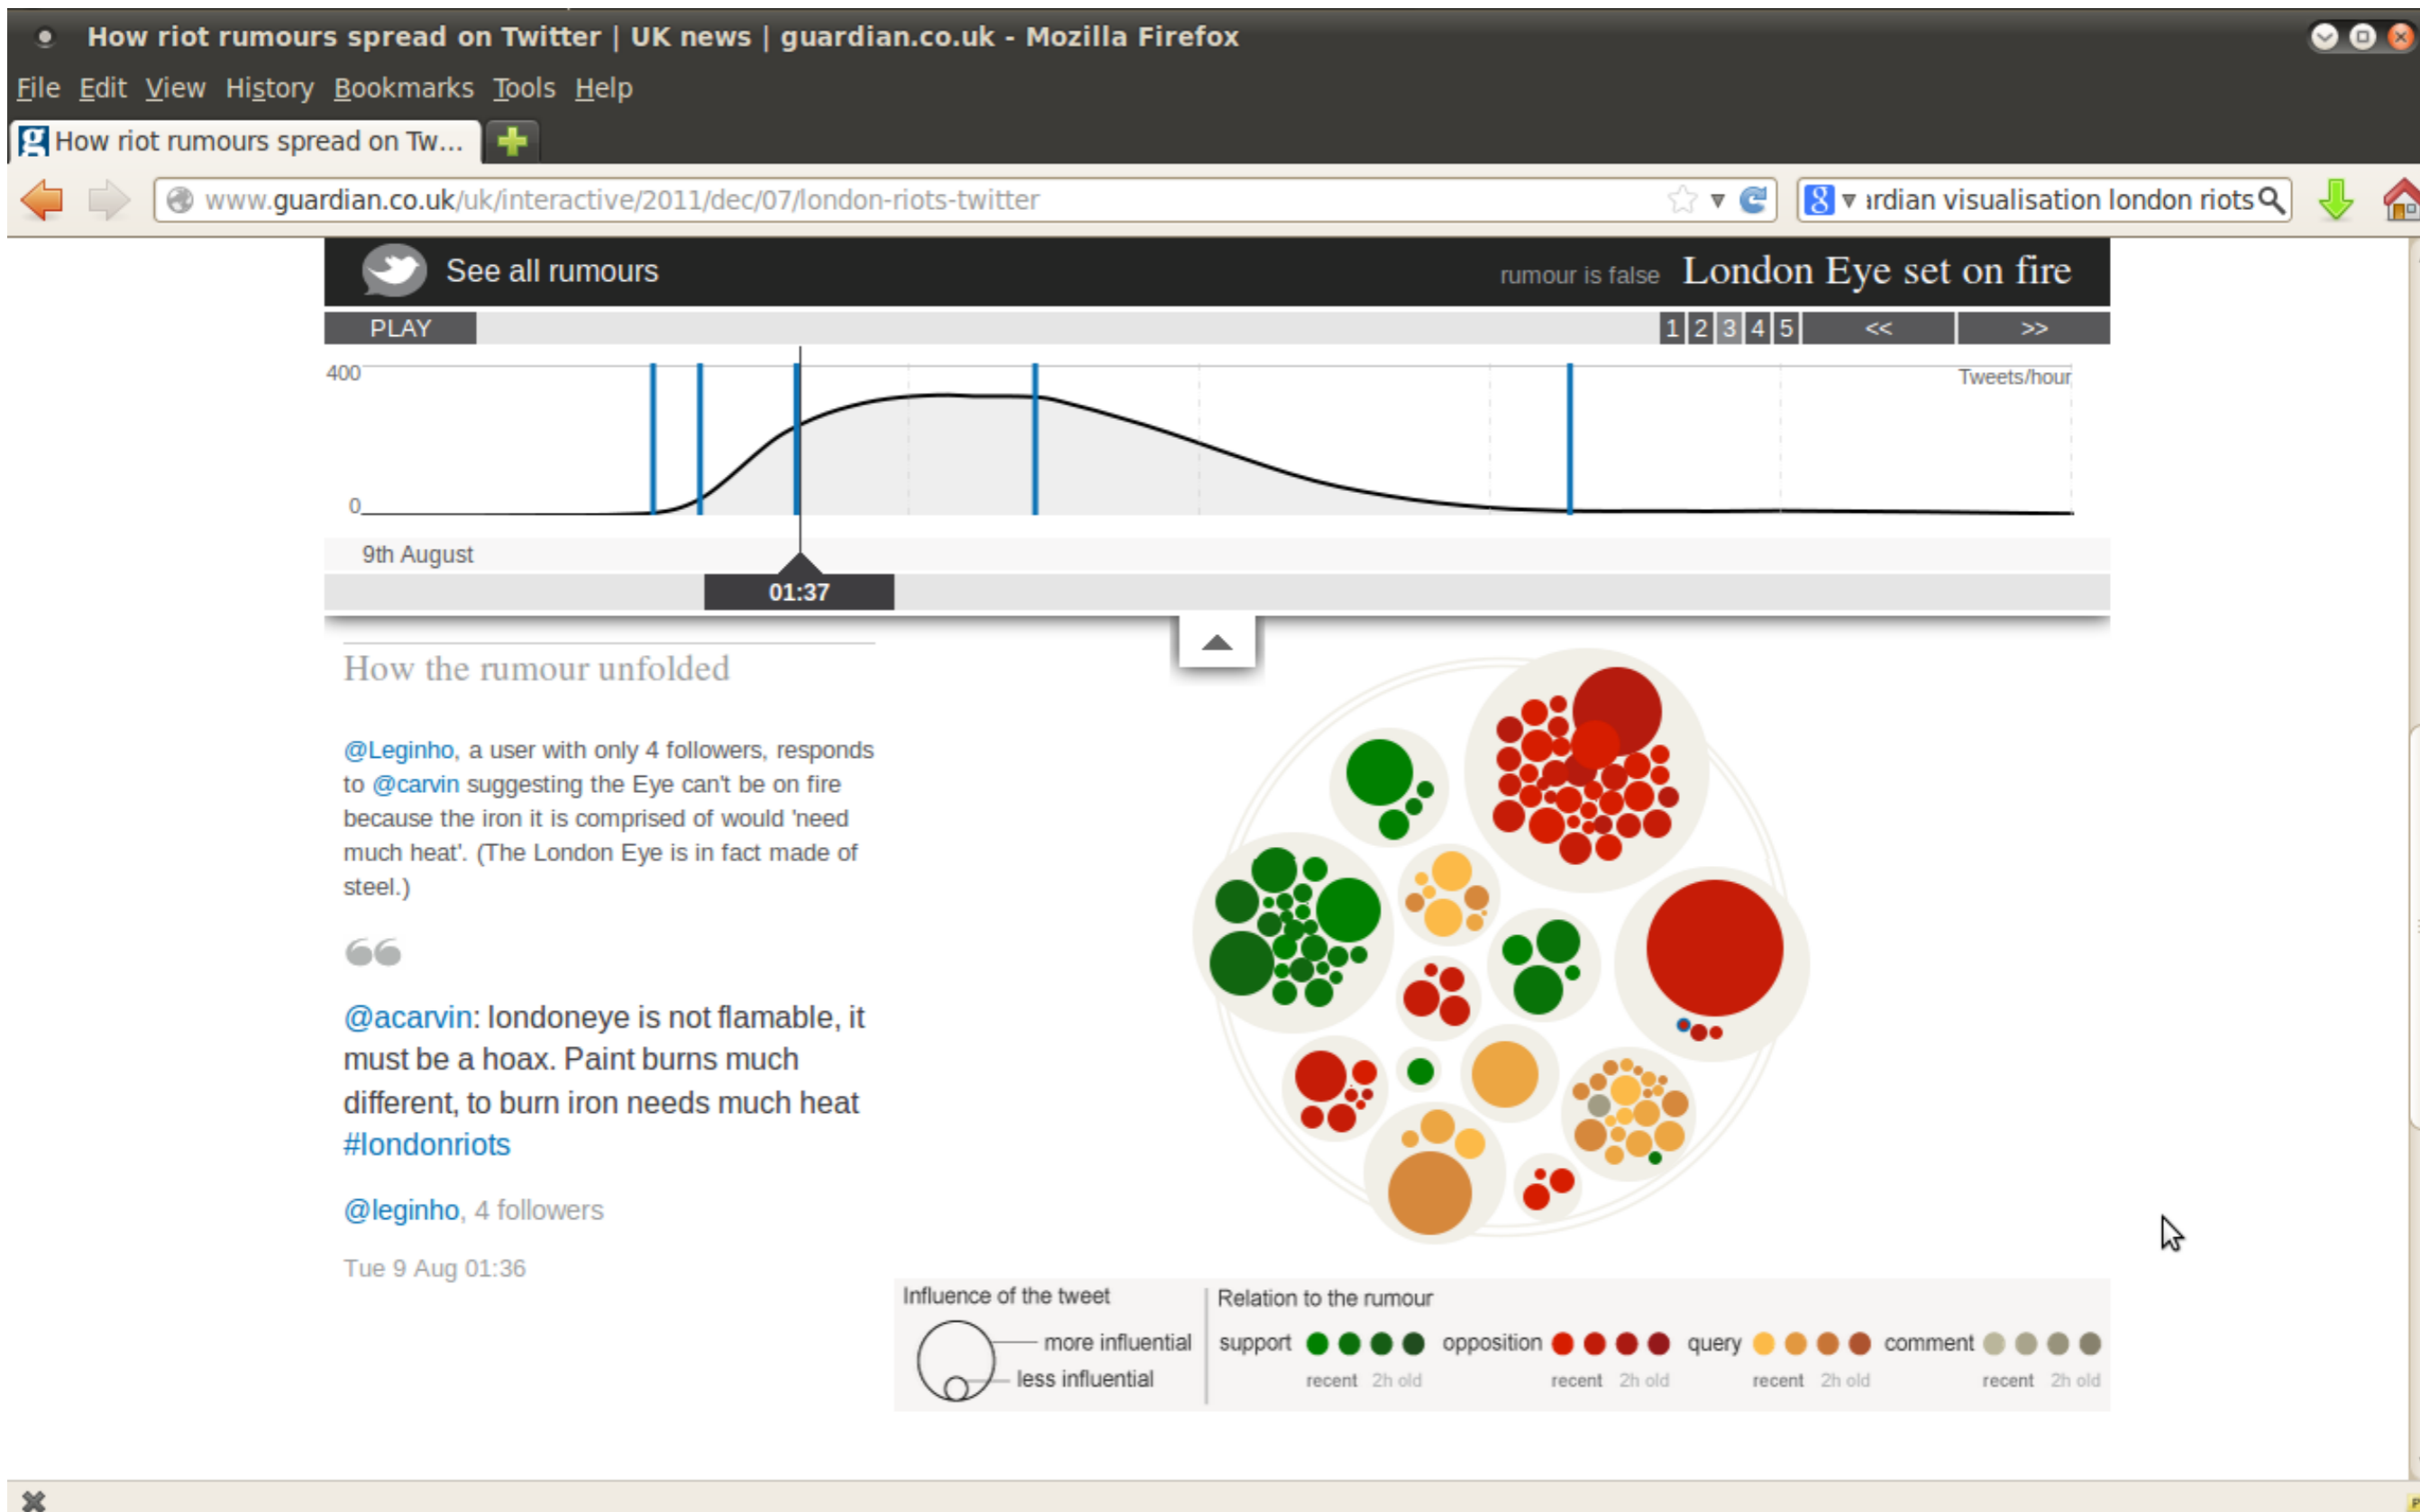 How riot rumours spread on Twitter | UK news | guardian.co.uk - Mozilla Firefox
File Edit View History Bookmarks Tools Help
g How riot rumours spread on Tw...
www.guardian.co.uk/uk/interactive/2011/dec/07/london-riots-twitter
8 ardian visualisation london riots
See all rumours
rumour is false London Eye set on fire
PLAY
1 2 3 4 5 << >>
400
Tweets/hour
0
9th August
01:37
How the rumour unfolded
@Leginho, a user with only 4 followers, responds
to @carvin suggesting the Eye can't be on fire
because the iron it is comprised of would 'need
much heat'. (The London Eye is in fact made of
steel.)
“
@acarvin: londoneye is not flamable, it
must be a hoax. Paint burns much
different, to burn iron needs much heat
#londonriots
@leginho, 4 followers
Tue 9 Aug 01:36
Influence of the tweet
more influential
less influential
Relation to the rumour
support opposition query comment
recent 2h old recent 2h old recent 2h old recent 2h old